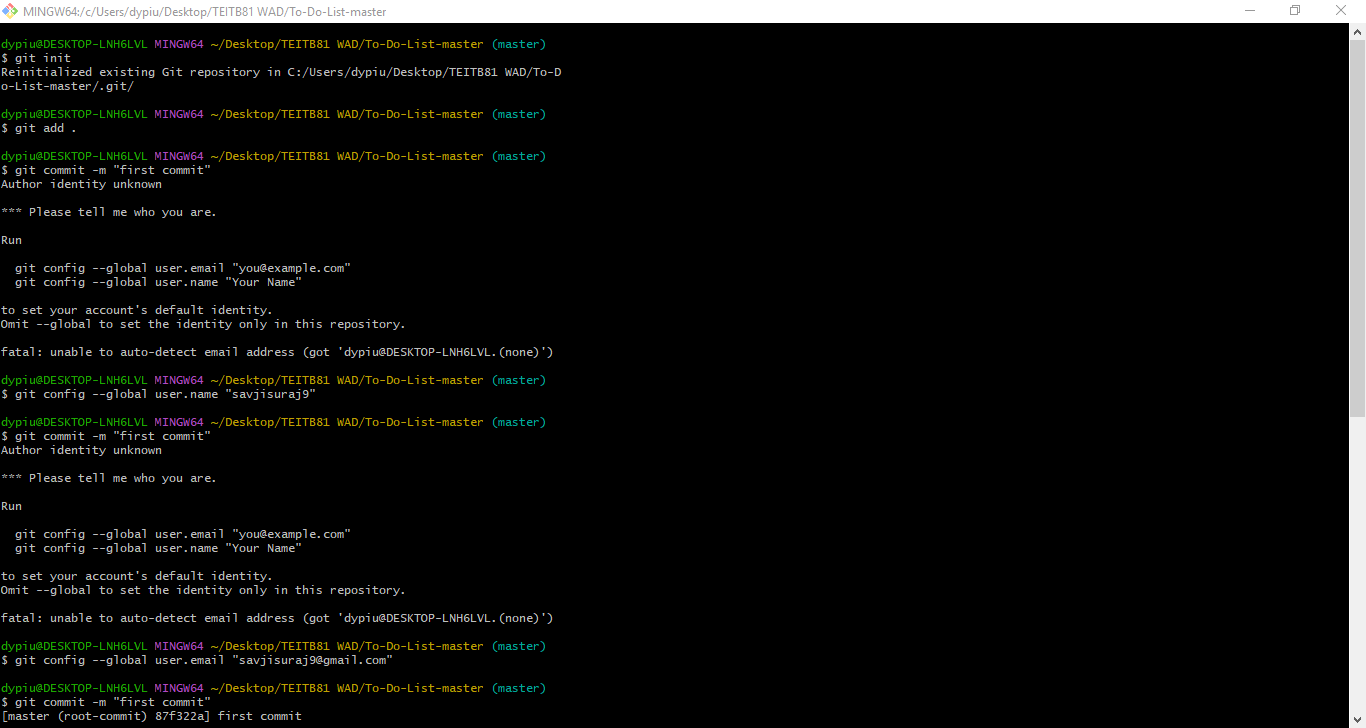 MINGW64:/c/Users/dypiu/Desktop/TEITB81 WAD/To-Do-List-master
dypiu@DESKTOP-LNH6LVL MINGW64 ~/Desktop/TEITB81 WAD/To-Do-List-master (master)
$ git init
Reinitialized existing Git repository in C:/Users/dypiu/Desktop/TEITB81 WAD/To-D
o-List-master/.git/
dypiu@DESKTOP-LNH6LVL MINGW64 ~/Desktop/TEITB81 WAD/To-Do-List-master (master)
$ git add .
dypiu@DESKTOP-LNH6LVL MINGW64 ~/Desktop/TEITB81 WAD/To-Do-List-master (master)
$ git commit -m "first commit"
Author identity unknown
*** Please tell me who you are.
Run
  git config --global user.email "you@example.com"
  git config --global user.name "Your Name"
to set your account's default identity.
Omit --global to set the identity only in this repository.
fatal: unable to auto-detect email address (got 'dypiu@DESKTOP-LNH6LVL.(none)')
dypiu@DESKTOP-LNH6LVL MINGW64 ~/Desktop/TEITB81 WAD/To-Do-List-master (master)
$ git config --global user.name "savjisuraj9"
dypiu@DESKTOP-LNH6LVL MINGW64 ~/Desktop/TEITB81 WAD/To-Do-List-master (master)
$ git commit -m "first commit"
Author identity unknown
*** Please tell me who you are.
Run
  git config --global user.email "you@example.com"
  git config --global user.name "Your Name"
to set your account's default identity.
Omit --global to set the identity only in this repository.
fatal: unable to auto-detect email address (got 'dypiu@DESKTOP-LNH6LVL.(none)')
dypiu@DESKTOP-LNH6LVL MINGW64 ~/Desktop/TEITB81 WAD/To-Do-List-master (master)
$ git config --global user.email "savjisuraj9@gmail.com"
dypiu@DESKTOP-LNH6LVL MINGW64 ~/Desktop/TEITB81 WAD/To-Do-List-master (master)
$ git commit -m "first commit"
[master (root-commit) 87f322a] first commit